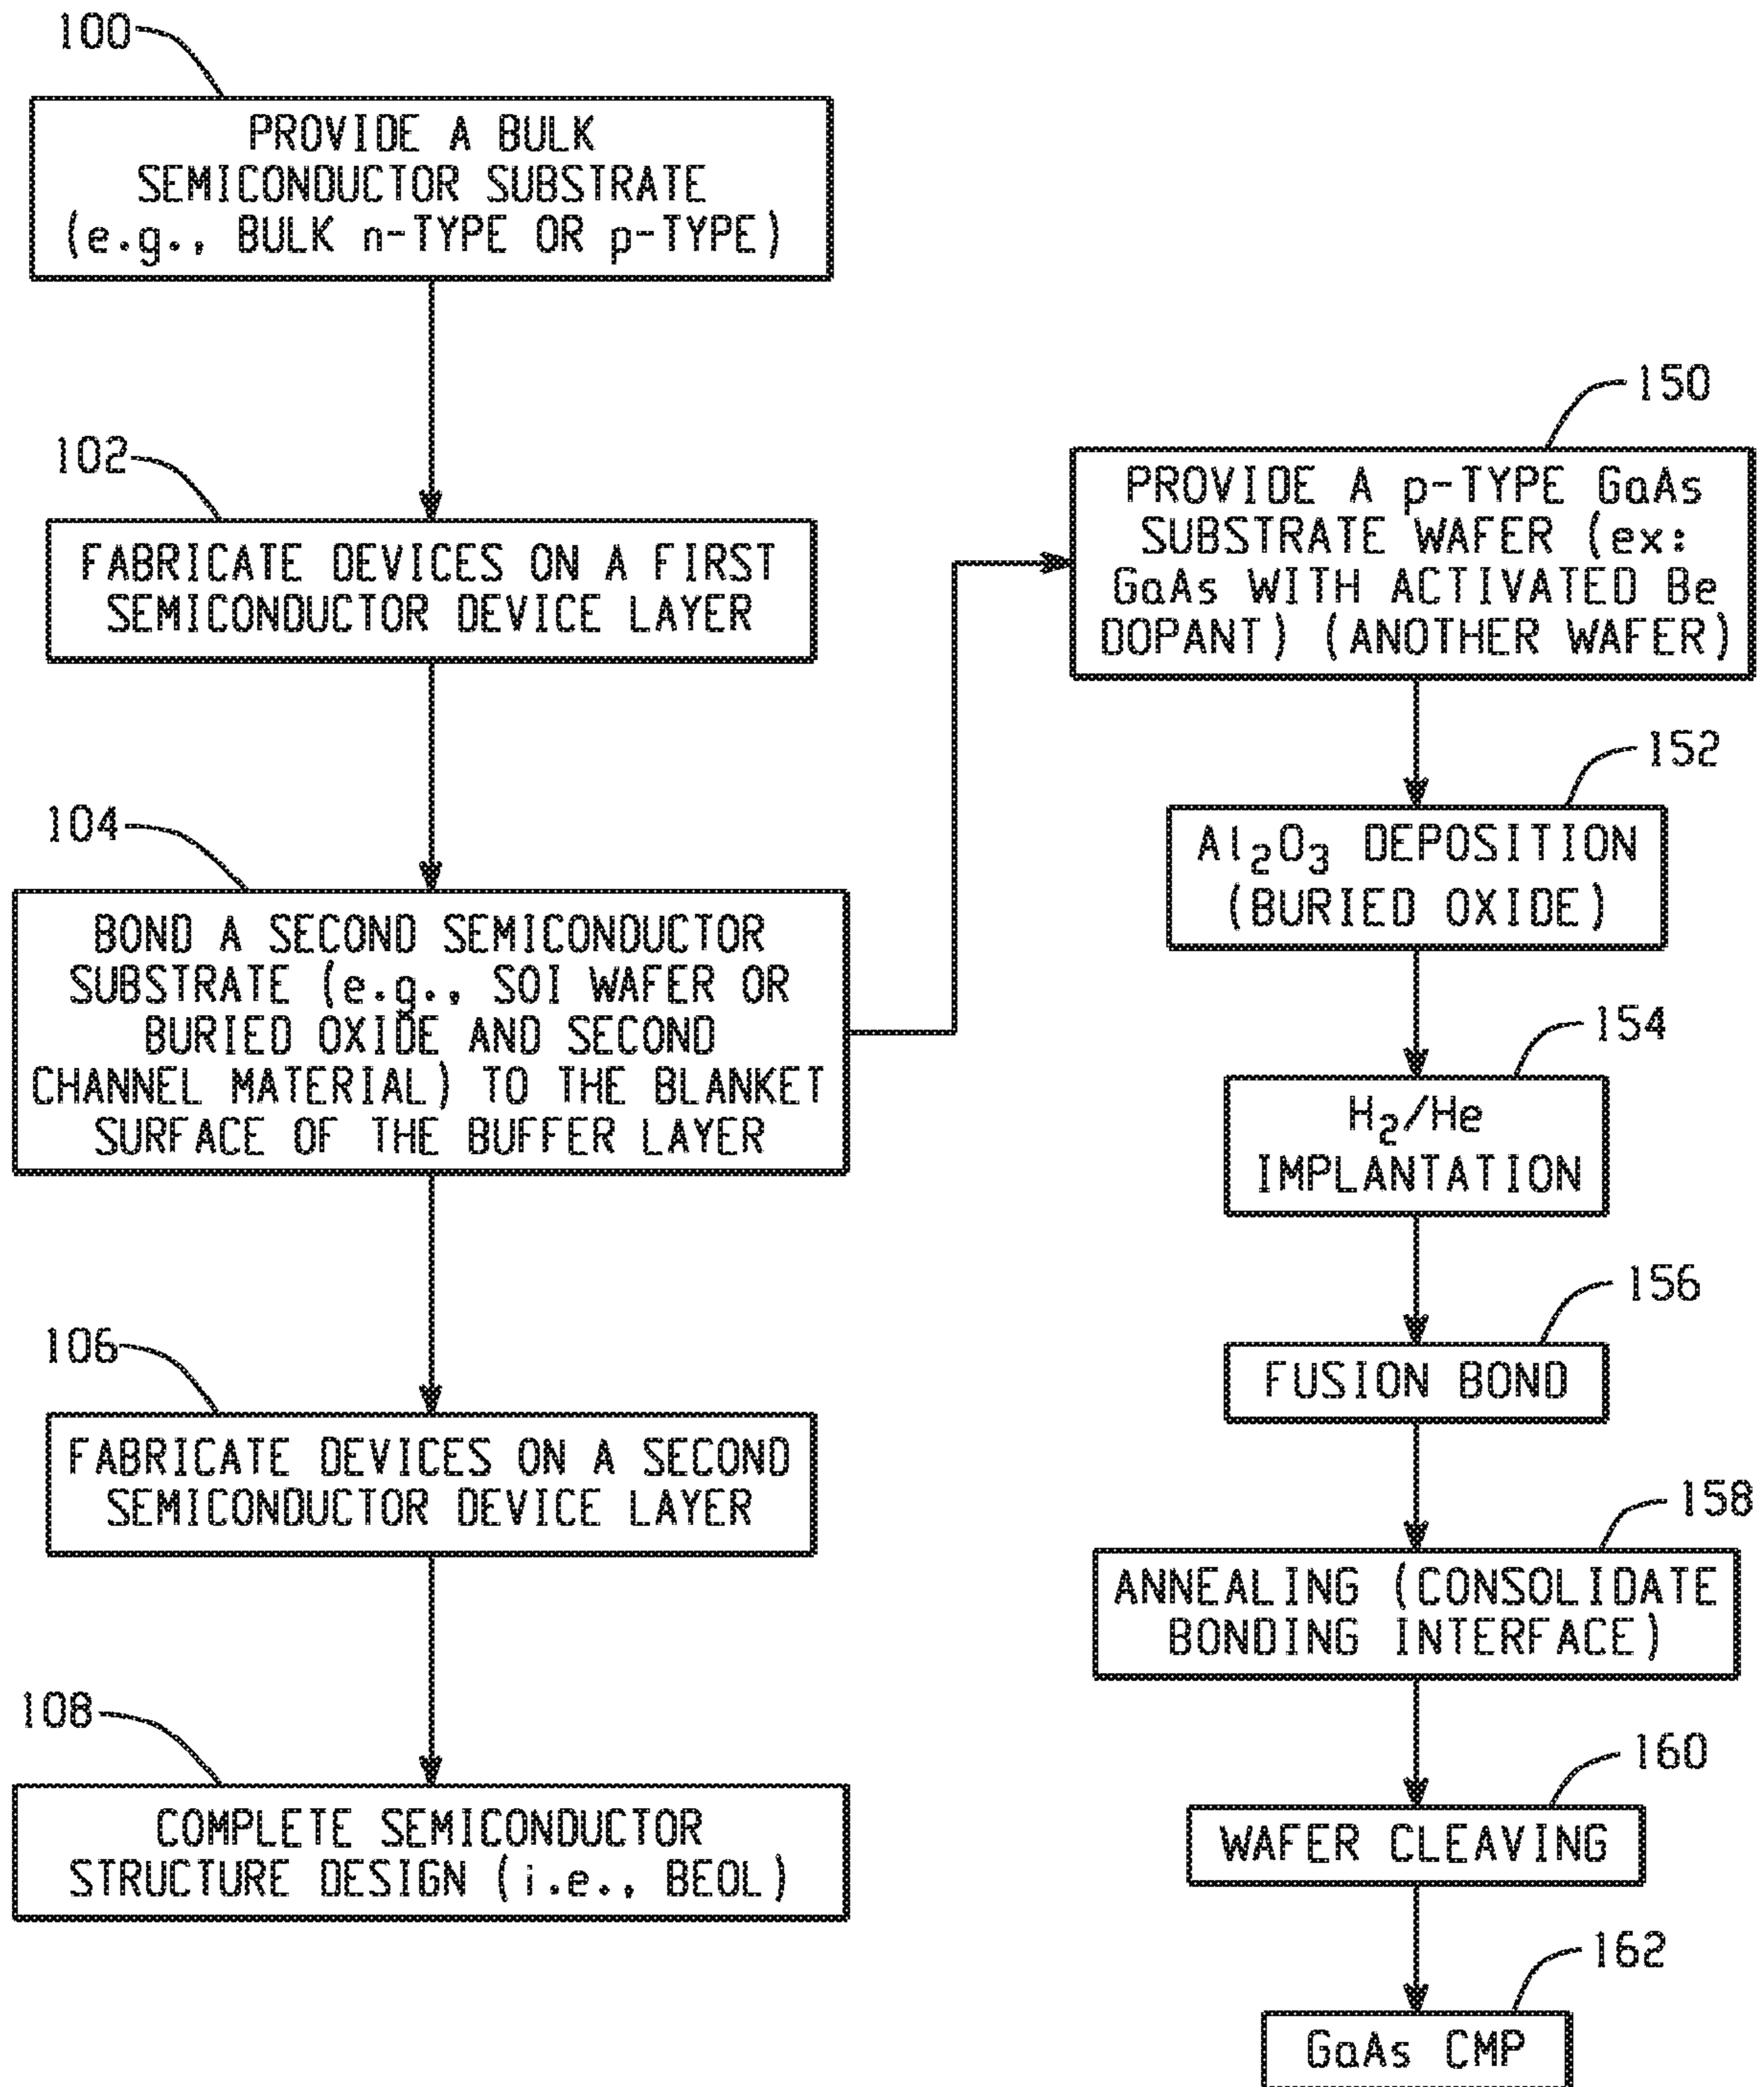 100
PROVIDE A BULK
SEMICONDUCTOR SUBSTRATE
(e.g., BULK n-TYPE OR p-TYPE)
102
FABRICATE DEVICES ON A FIRST
SEMICONDUCTOR DEVICE LAYER
104
BOND A SECOND SEMICONDUCTOR
SUBSTRATE (e.g., SOI WAFER OR
BURIED OXIDE AND SECOND
CHANNEL MATERIAL) TO THE BLANKET
SURFACE OF THE BUFFER LAYER
106
FABRICATE DEVICES ON A SECOND
SEMICONDUCTOR DEVICE LAYER
108
COMPLETE SEMICONDUCTOR
STRUCTURE DESIGN (i.e., BEOL)
150
PROVIDE A p-TYPE GaAs
SUBSTRATE WAFER (ex:
GaAs WITH ACTIVATED Be
DOPANT) (ANOTHER WAFER)
152
Al₂O₃ DEPOSITION
(BURIED OXIDE)
154
H₂/He
IMPLANTATION
156
FUSION BOND
158
ANNEALING (CONSOLIDATE
BONDING INTERFACE)
160
WAFER CLEAVING
162
GaAs CMP